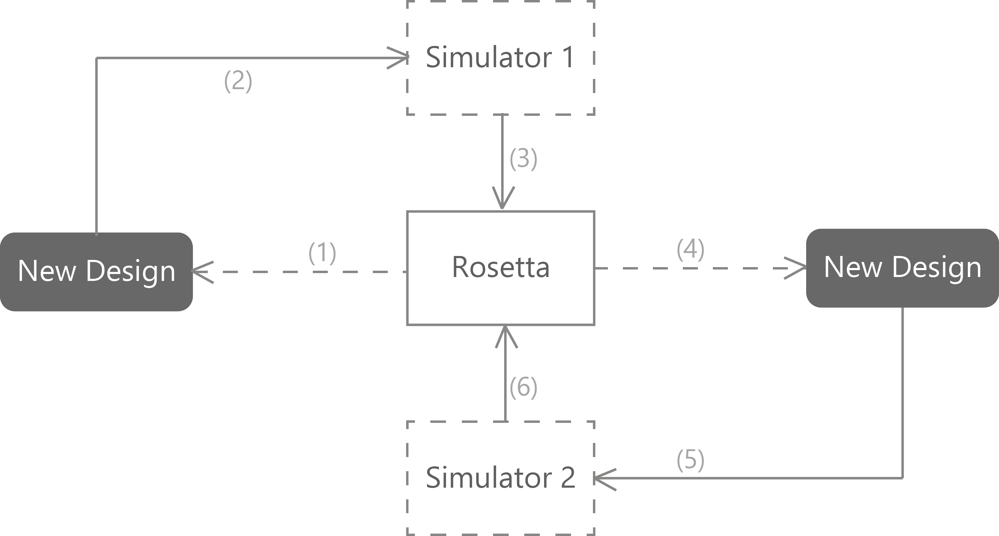 Simulator 1
(2)
(3)
(1)
(4)
New Design
Rosetta
New Design
(6)
(5)
Simulator 2